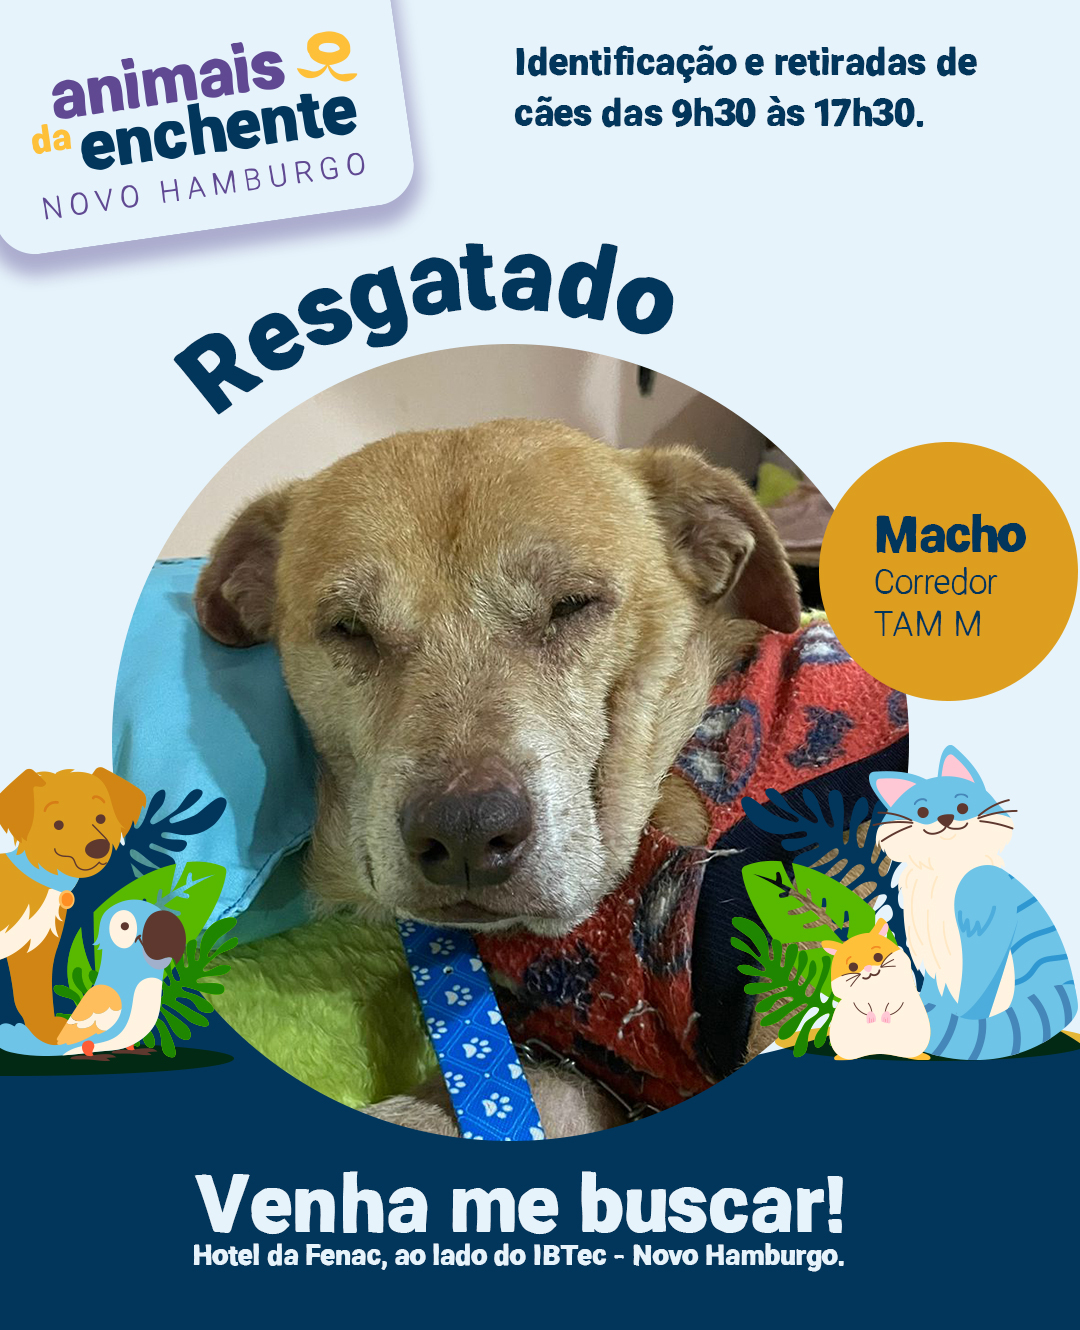 animais
da enchente
NOVO HAMBURGO
Identificação e retiradas de
cães das 9h30 às 17h30.
Resgatado
Macho
Corredor
TAM M
Venha me buscar!
Hotel da Fenac, ao lado do IBTec - Novo Hamburgo.